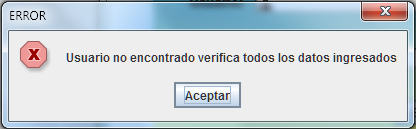 ERROR
Usuario no encontrado verifica todos los datos ingresados
Aceptar